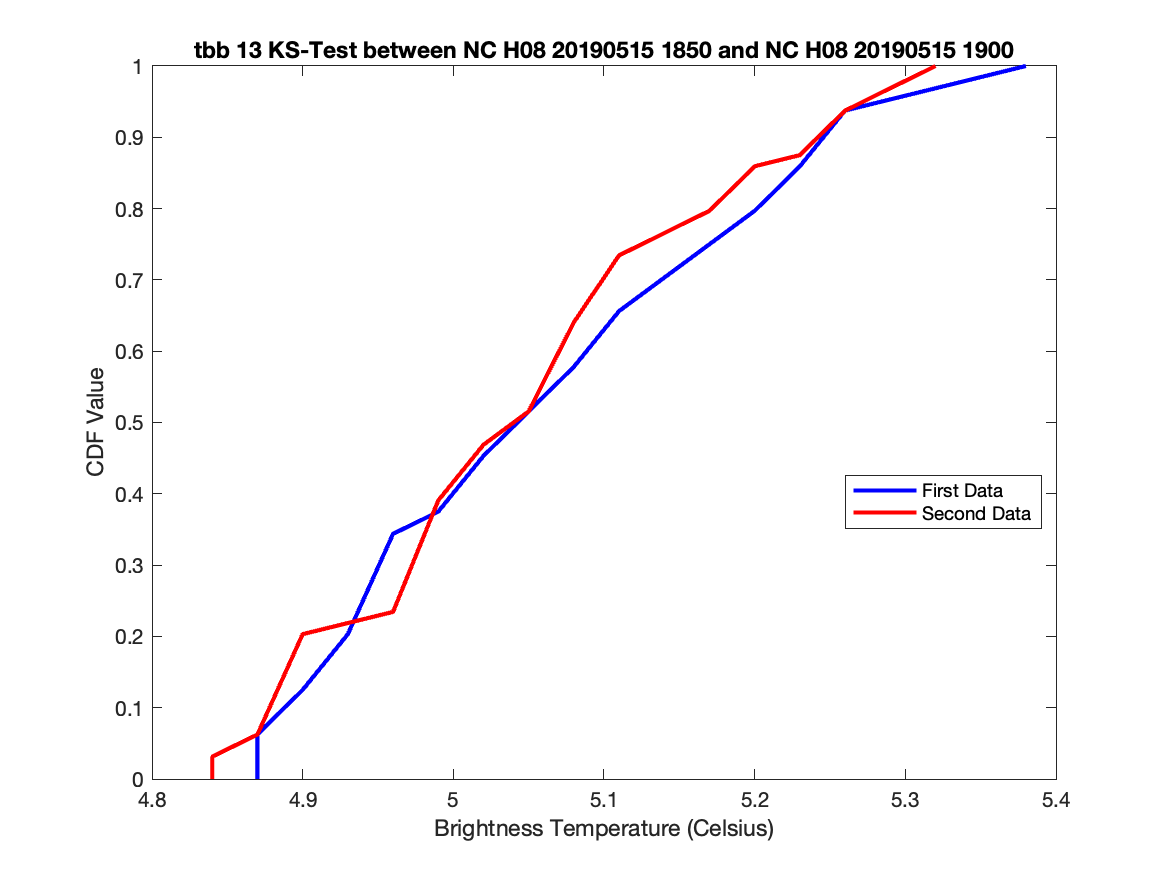 tbb 13 KS-Test between NC H08 20190515 1850 and NC H08 20190515 1900
1
0.9
0.8
0.7
0.6
0.5
0.4
0.3
0.2
0.1
0
CDF Value
First Data
Second Data
4.8 4.9 5 5.1 5.2 5.3 5.4
Brightness Temperature (Celsius)